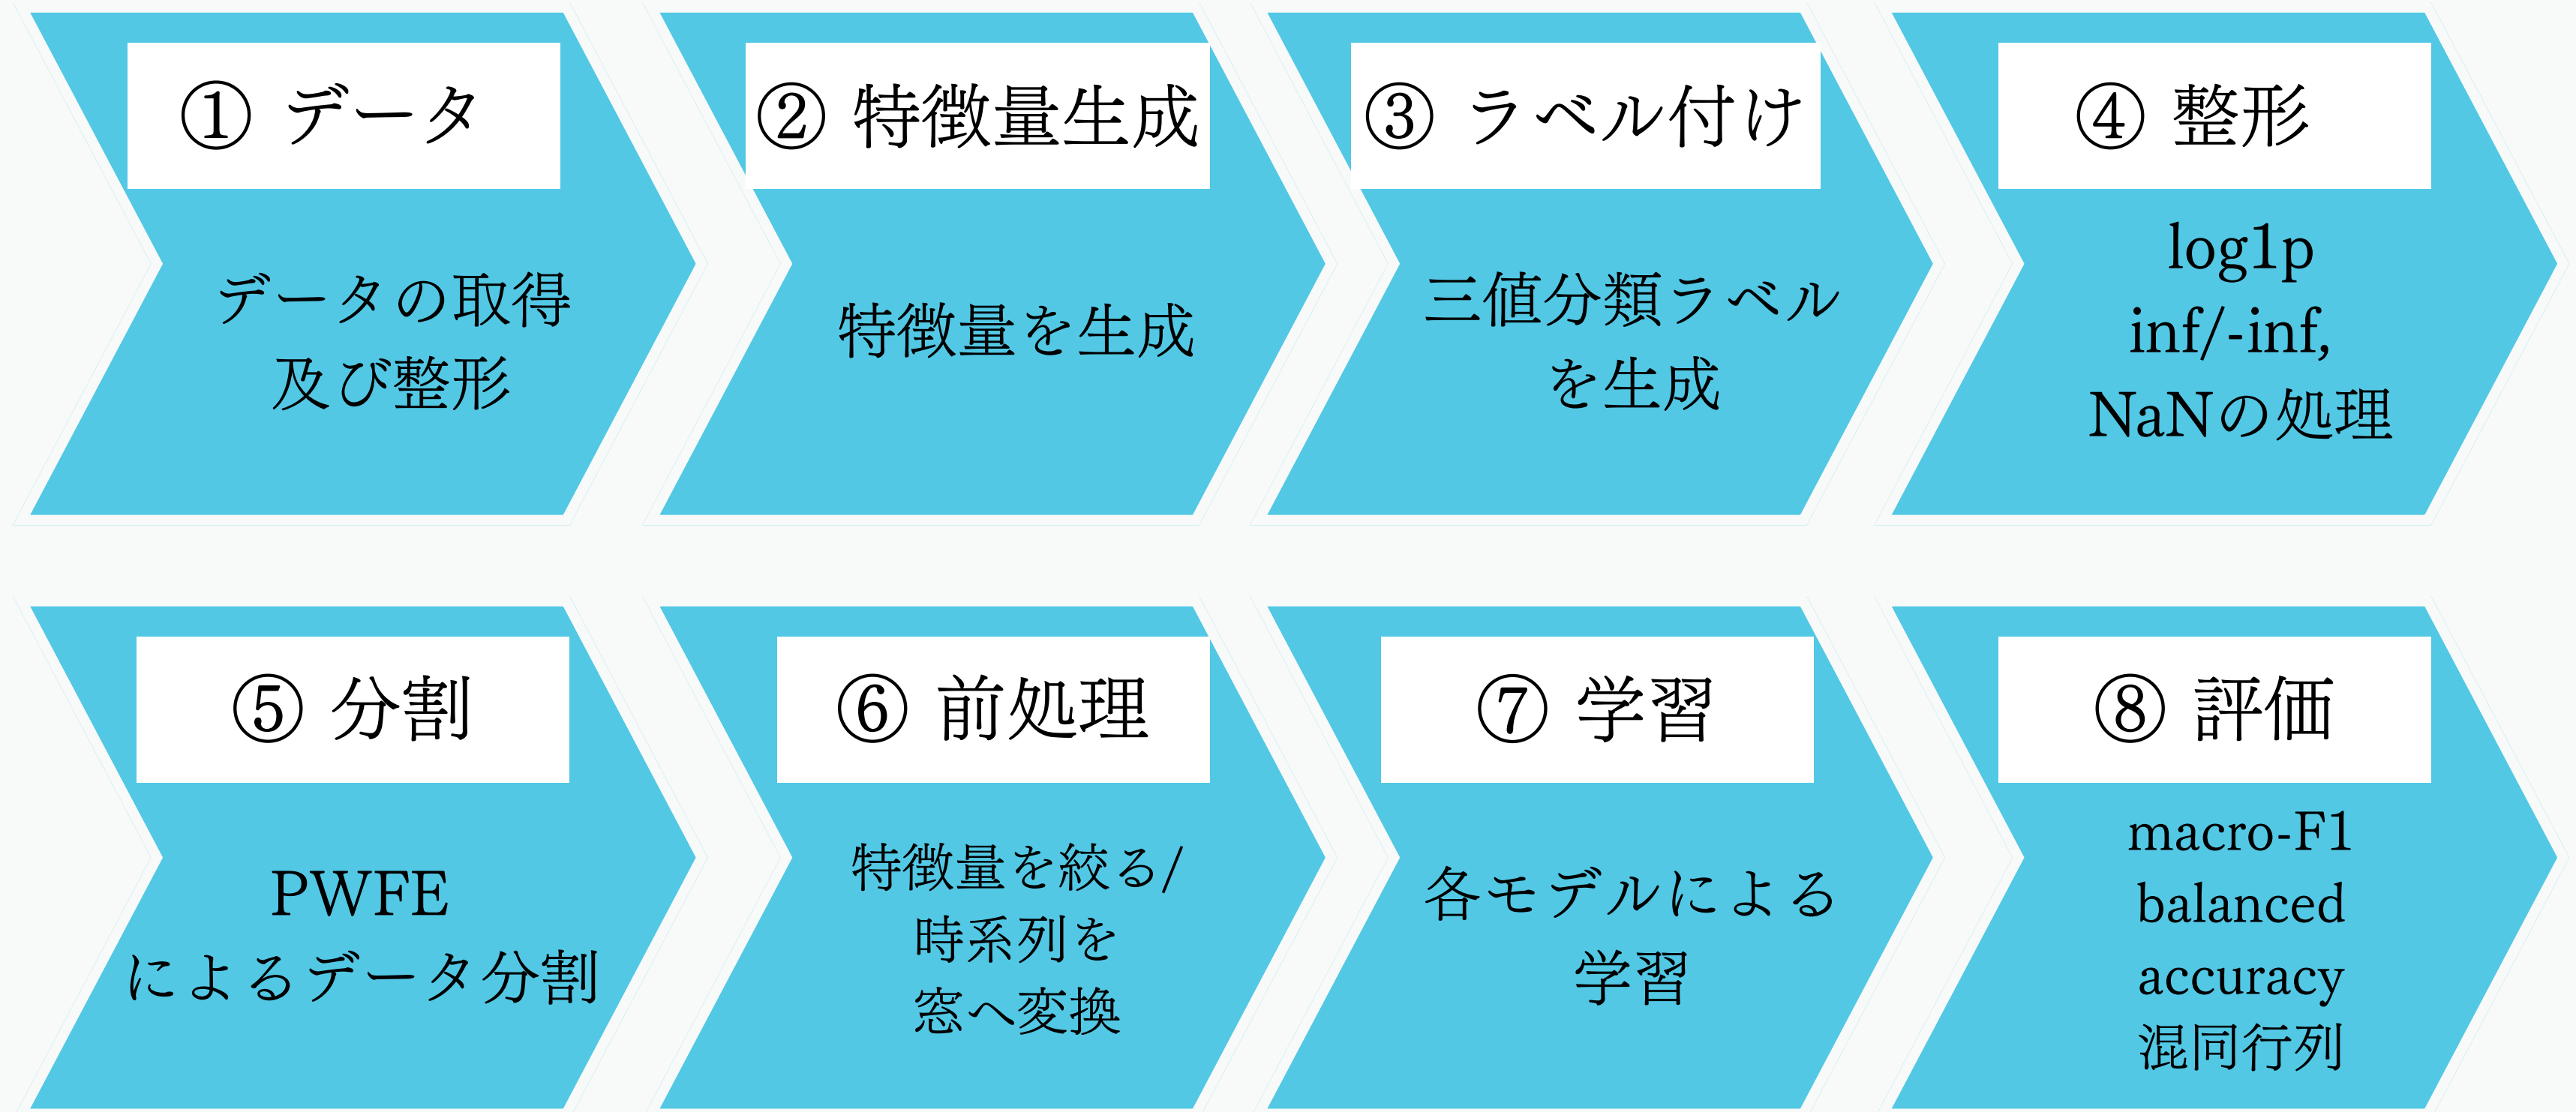 ① データ
データの取得
及び整形
② 特徴量生成
特徴量を生成
③ ラベル付け
三値分類ラベル
を生成
④ 整形
log1p
inf/-inf,
NaNの処理
⑤ 分割
PWFE
によるデータ分割
⑥ 前処理
特徴量を絞る/
時系列を
窓へ変換
⑦ 学習
各モデルによる
学習
⑧ 評価
macro-F1
balanced
accuracy
混同行列